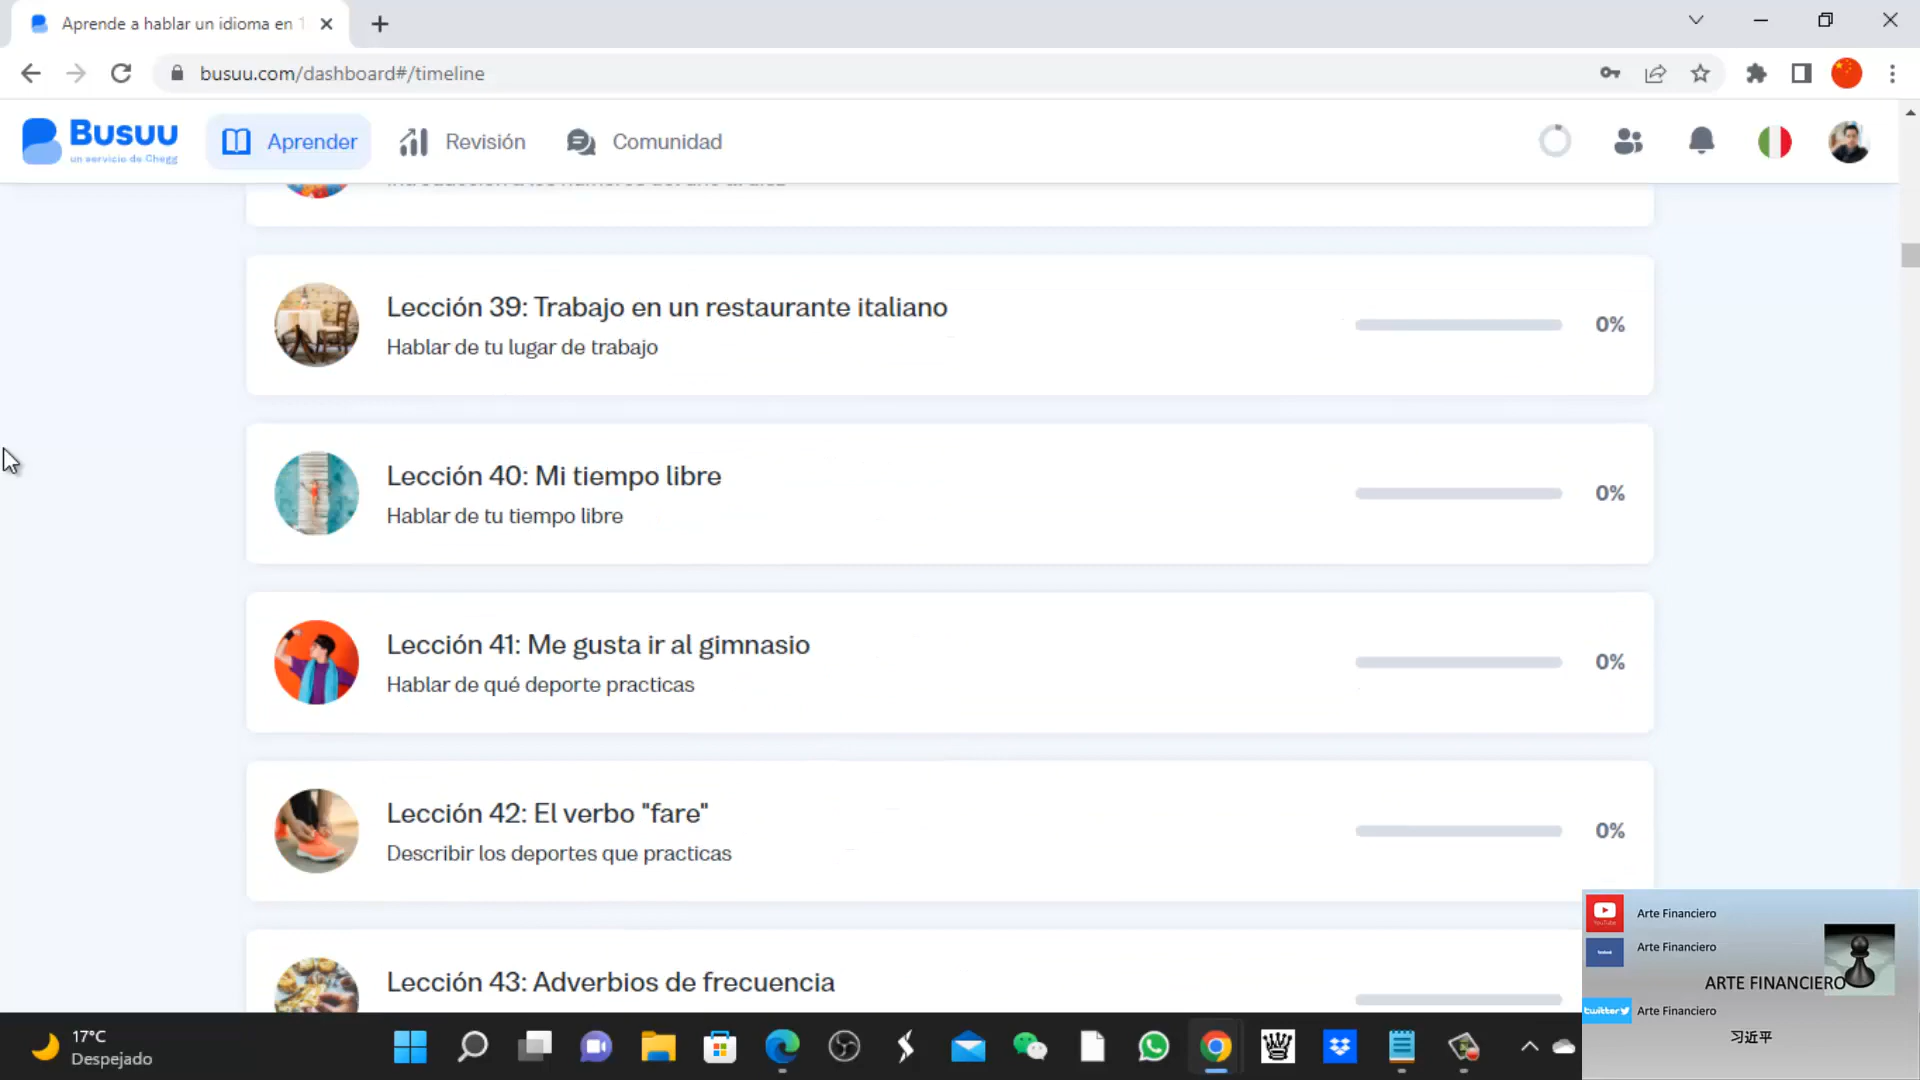 Aprende a hablar un idioma en 1
busuu.com/dashboard#/timeline
Busuu
un servicio de Chegg
Aprender
Revisión
Comunidad
Lección 39: Trabajo en un restaurante italiano
Hablar de tu lugar de trabajo
0%
Lección 40: Mi tiempo libre
Hablar de tu tiempo libre
0%
Lección 41: Me gusta ir al gimnasio
Hablar de qué deporte practicas
0%
Lección 42: El verbo "fare"
Describir los deportes que practicas
0%
Lección 43: Adverbios de frecuencia
YouTube
Arte Financiero
Arte Financiero
ARTE FINANCIERO
twitter
Arte Financiero
习近平
17°C
Despejado